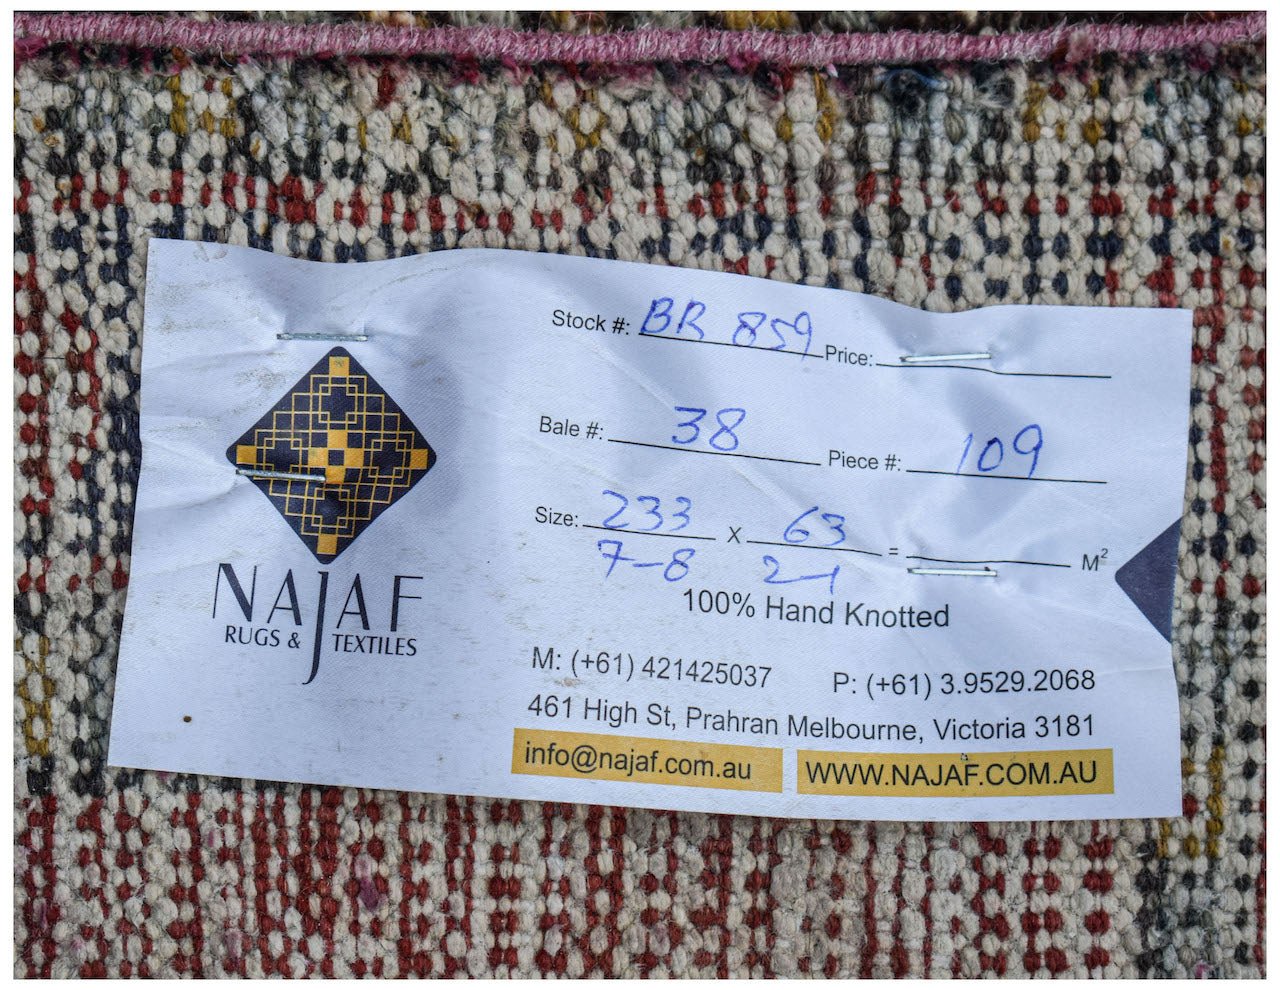 Stock #: BR 859 Price:
Bale #: 38 Piece #: 109
Size: 233 X 63 = M²
7-8 2-1
100% Hand Knotted
NAJAF
RUGS & TEXTILES
M: (+61) 421425037 P: (+61) 3.9529.2068
461 High St, Prahran Melbourne, Victoria 3181
info@najaf.com.au WWW.NAJAF.COM.AU